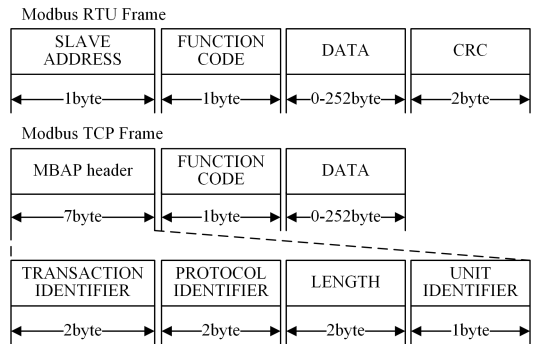 Modbus RTU Frame
SLAVE ADDRESS
FUNCTION CODE
DATA
CRC
1byte
1byte
0-252byte
2byte
Modbus TCP Frame
MBAP header
FUNCTION CODE
DATA
7byte
1byte
0-252byte
TRANSACTION IDENTIFIER
PROTOCOL IDENTIFIER
LENGTH
UNIT IDENTIFIER
2byte
2byte
2byte
1byte